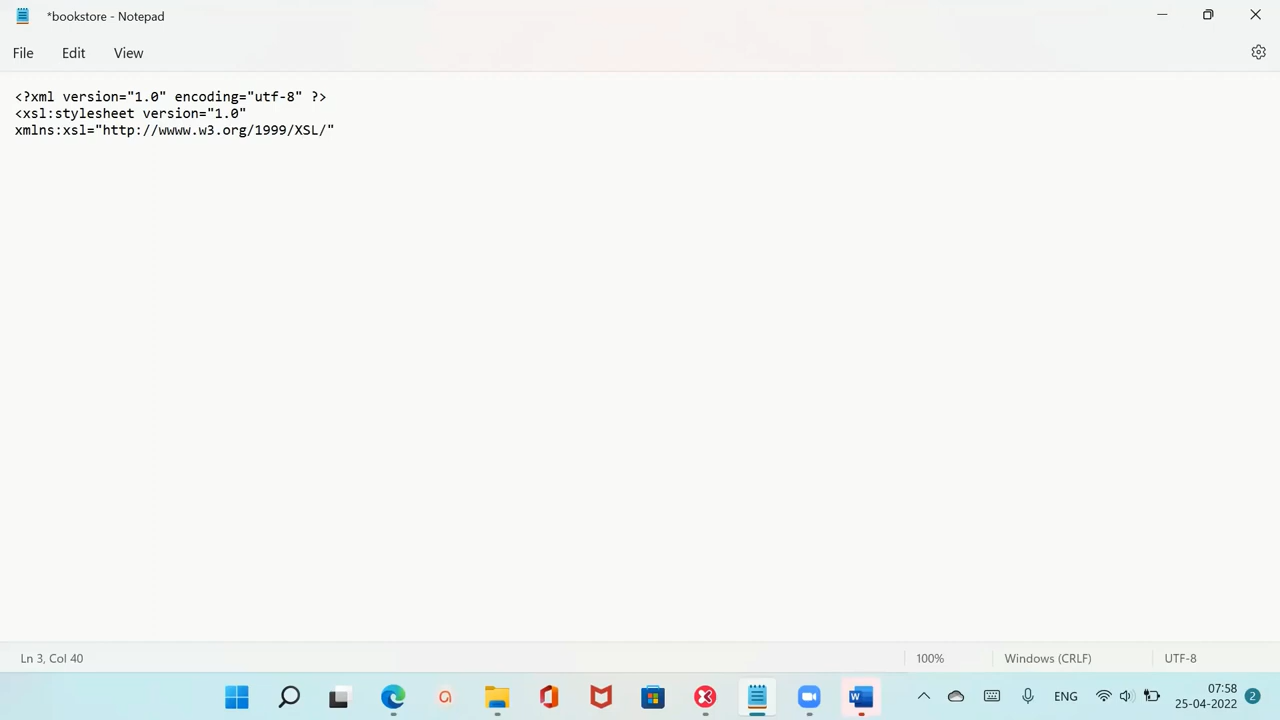 *bookstore - Notepad
File Edit View
<?xml version="1.0" encoding="utf-8" ?>
<xsl:stylesheet version="1.0"
xmlns:xsl="http://wwww.w3.org/1999/XSL/"
Ln 3, Col 40 100% Windows (CRLF) UTF-8
ENG 07:58 2
25-04-2022